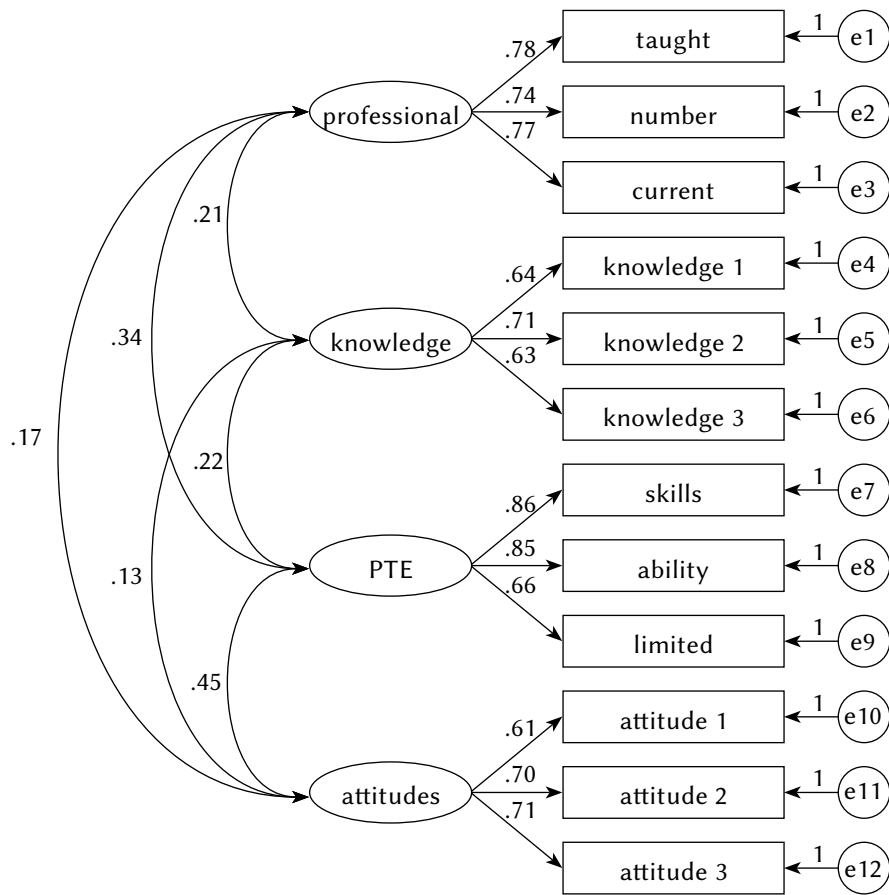 taught
1
e1
.78
professional
.74
number
1
e2
.77
current
1
e3
.21
knowledge 1
1
e4
.64
.34
knowledge
.71
knowledge 2
1
e5
.63
knowledge 3
1
e6
.17
.22
skills
1
e7
.86
.13
PTE
.85
ability
1
e8
.66
limited
1
e9
.45
attitude 1
1
e10
.61
attitudes
.70
attitude 2
1
e11
.71
attitude 3
1
e12